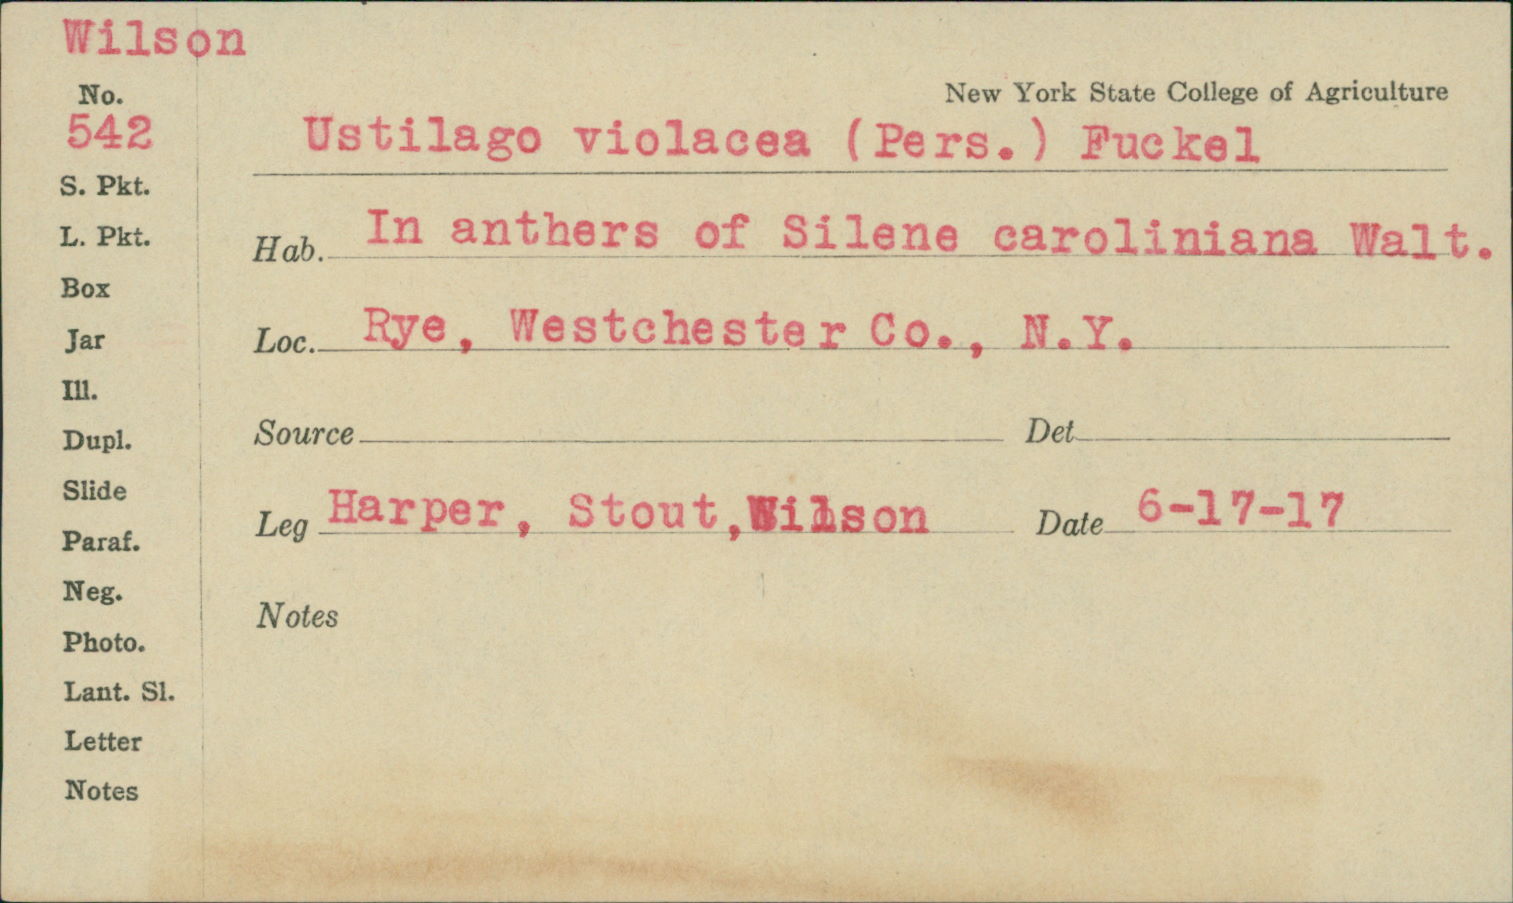 Wilson
No.
542
New York State College of Agriculture
Ustilago violacea (Pers.) Fuckel
S. Pkt.
L. Pkt.
Hab. In anthers of Silene caroliniana Walt.
Box
Jar
Loc. Rye, Westchester Co., N.Y.
Ill.
Dupl.
Source Det
Slide
Leg Harper, Stout,Wilson Date 6-17-17
Paraf.
Neg.
Notes
Photo.
Lant. Sl.
Letter
Notes